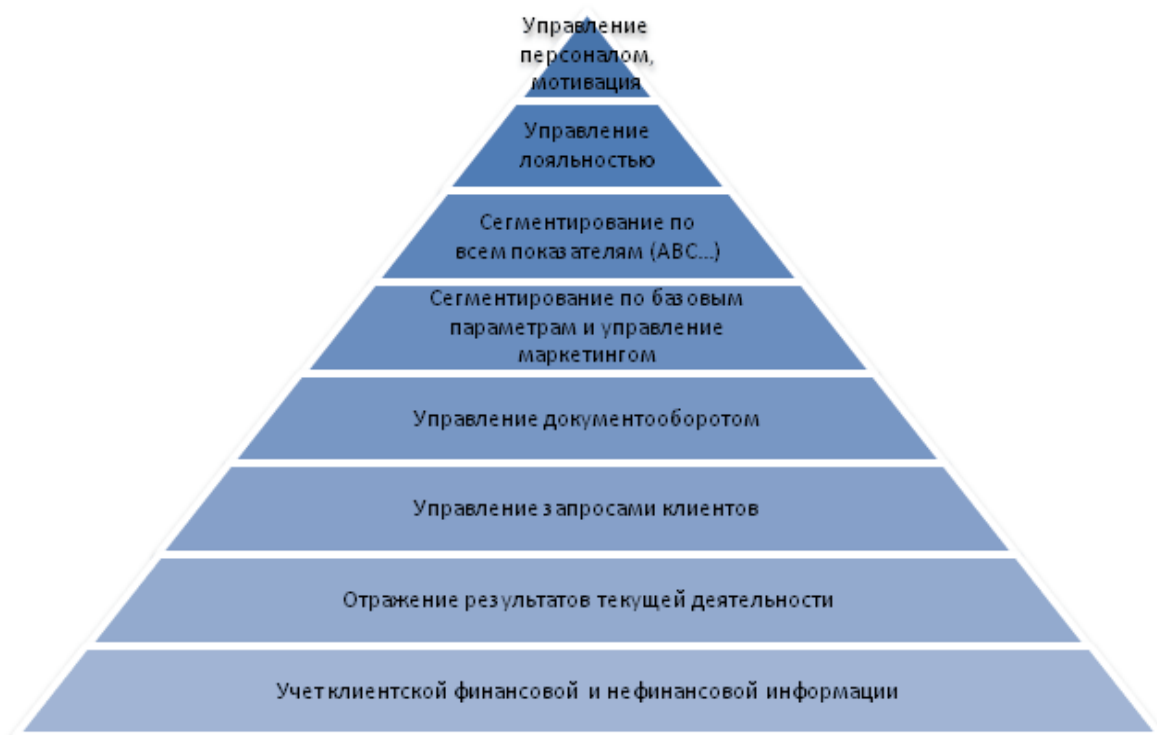 Управление
персоналом,
мотивация
Управление
лояльностью
Сегментирование по
всем показателям (АВС...)
Сегментирование по базовым
параметрам и управление
маркетингом
Управление документооборотом
Управление запросами клиентов
Отражение результатов текущей деятельности
Учет клиентской финансовой и нефинансовой информации